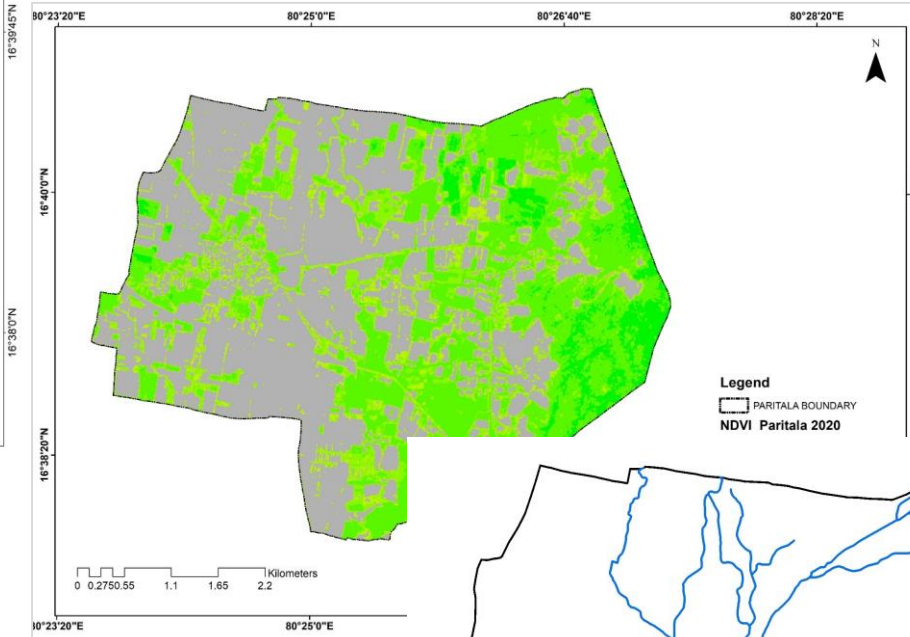 80°23'20"E 80°25'0"E 80°26'40"E 80°28'20"E
16°39'45"N
N
16°40'0"N
16°38'0"N
Legend
PARITALA BOUNDARY
NDVI Paritala 2020
16°38'20"N
Kilometers
0 0.2750.55 1.1 1.65 2.2
80°23'20"E 80°25'0"E